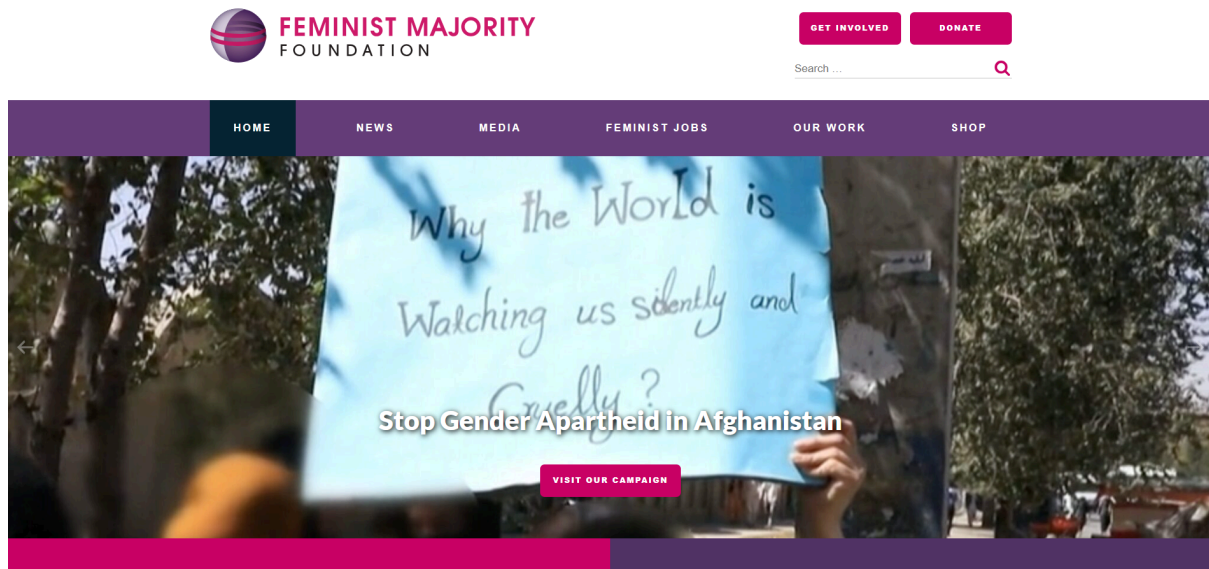 FEMINIST MAJORITY
FOUNDATION
GET INVOLVED
DONATE
Search ...
HOME
NEWS
MEDIA
FEMINIST JOBS
OUR WORK
SHOP
Why the World is
Watching us silently and
Cruelly?
Stop Gender Apartheid in Afghanistan
VISIT OUR CAMPAIGN